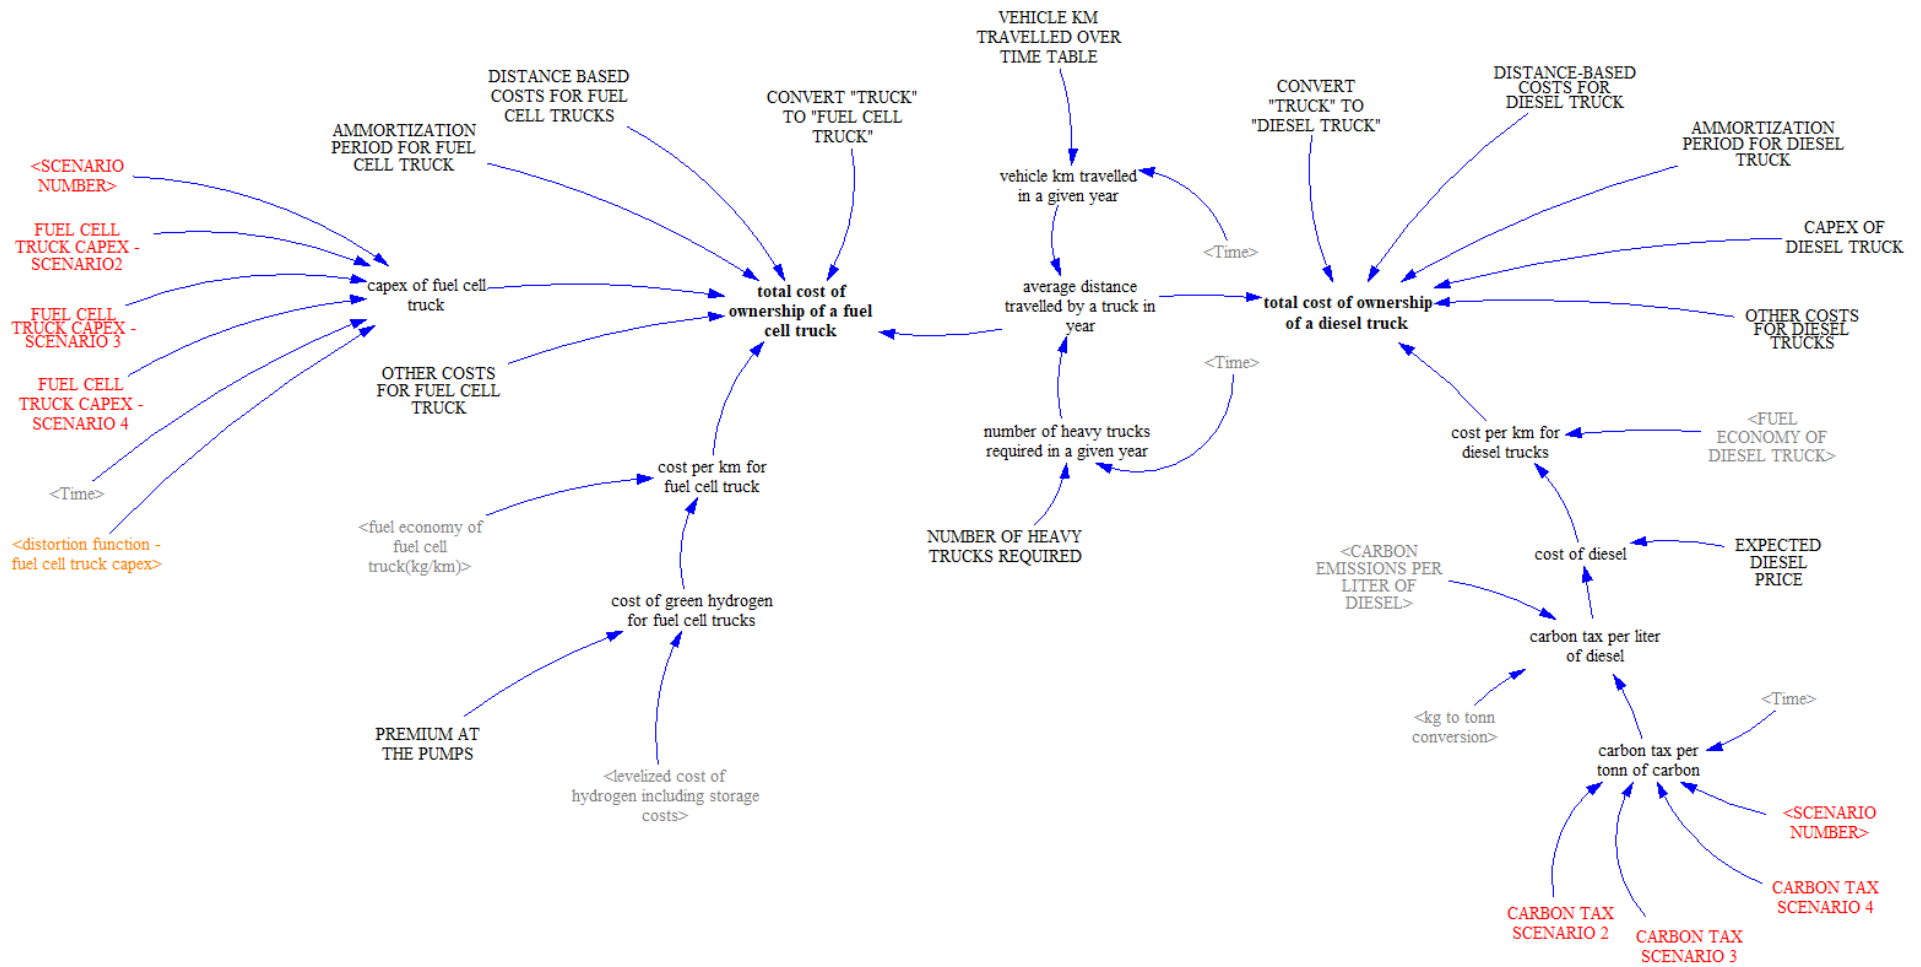 VEHICLE KM
TRAVELLED OVER
TIME TABLE
DISTANCE BASED
COSTS FOR FUEL
CELL TRUCKS
CONVERT "TRUCK"
TO "FUEL CELL
TRUCK"
CONVERT
"TRUCK" TO
"DIESEL TRUCK"
DISTANCE-BASED
COSTS FOR
DIESEL TRUCK
AMMORTIZATION
PERIOD FOR FUEL
CELL TRUCK
AMMORTIZATION
PERIOD FOR DIESEL
TRUCK
<SCENARIO
NUMBER>
vehicle km travelled
in a given year
FUEL CELL
TRUCK CAPEX -
SCENARIO2
<Time>
CAPEX OF
DIESEL TRUCK
capex of fuel cell
truck
total cost of
ownership of a fuel
cell truck
average distance
travelled by a truck in
year
total cost of ownership
of a diesel truck
FUEL CELL
TRUCK CAPEX -
SCENARIO 3
OTHER COSTS
FOR DIESEL
TRUCKS
FUEL CELL
TRUCK CAPEX -
SCENARIO 4
OTHER COSTS
FOR FUEL CELL
TRUCK
<Time>
number of heavy trucks
required in a given year
cost per km for
diesel trucks
<FUEL
ECONOMY OF
DIESEL TRUCK>
cost per km for
fuel cell truck
<Time>
<distortion function -
fuel cell truck capex>
<fuel economy of
fuel cell
truck(kg/km)>
NUMBER OF HEAVY
TRUCKS REQUIRED
<CARBON
EMISSIONS PER
LITER OF
DIESEL>
cost of diesel
EXPECTED
DIESEL
PRICE
cost of green hydrogen
for fuel cell trucks
carbon tax per liter
of diesel
PREMIUM AT
THE PUMPS
<levelized cost of
hydrogen including storage
costs>
<kg to tonn
conversion>
<Time>
carbon tax per
tonn of carbon
<SCENARIO
NUMBER>
CARBON TAX
SCENARIO 2
CARBON TAX
SCENARIO 3
CARBON TAX
SCENARIO 4